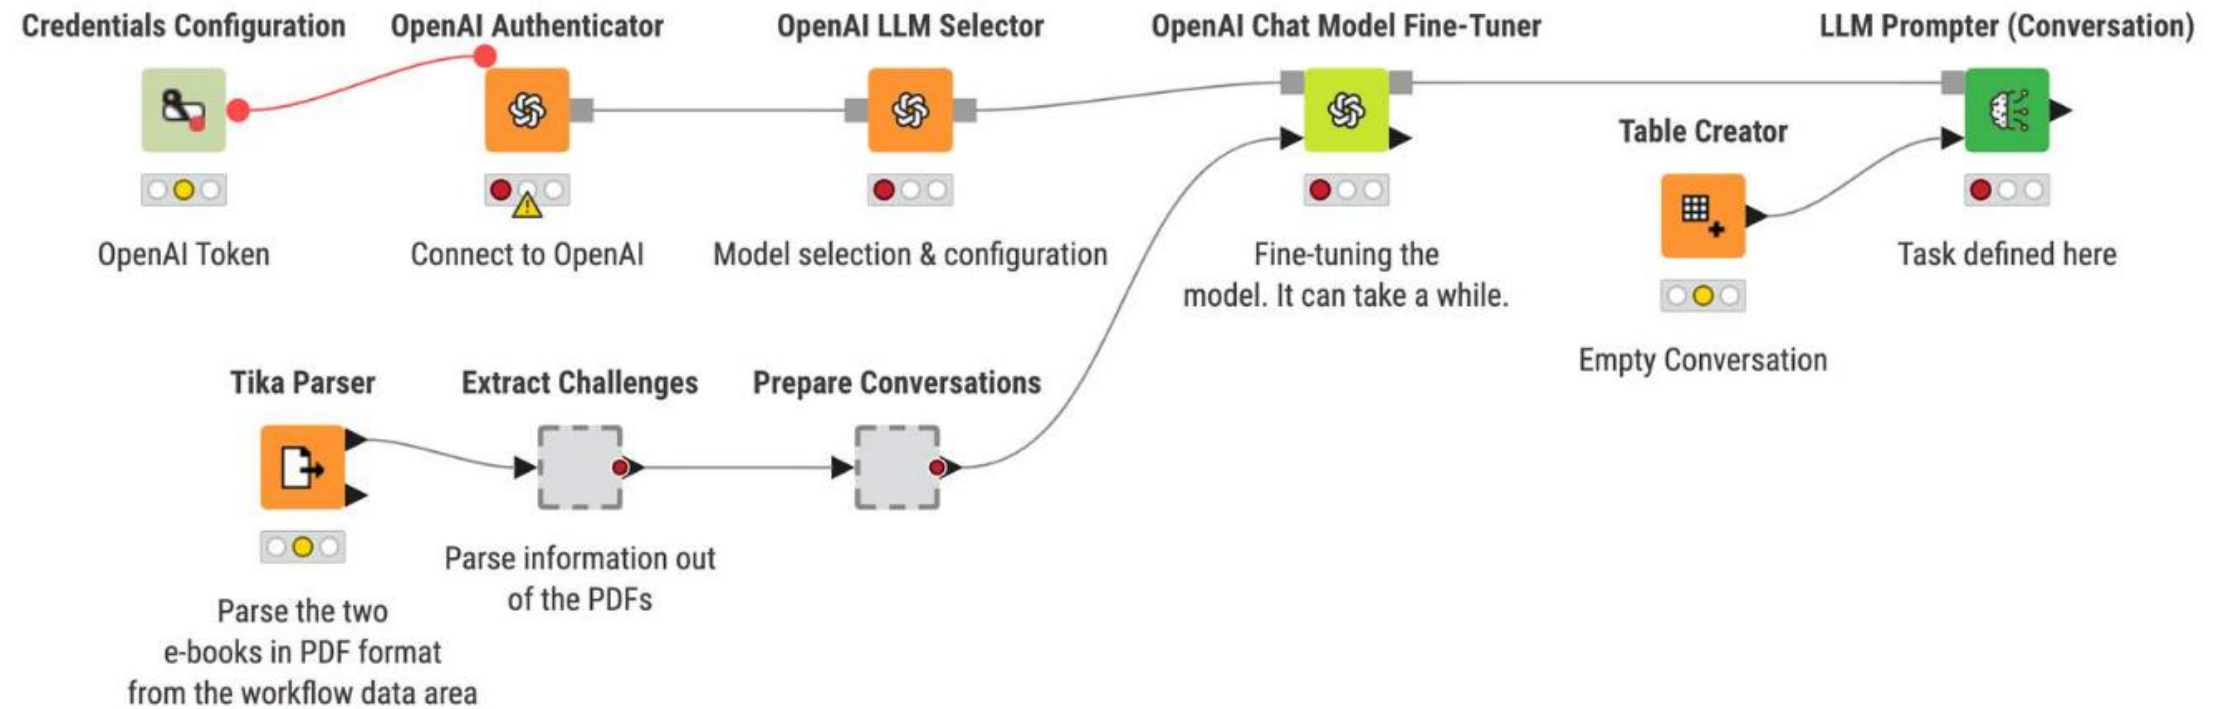 Credentials Configuration
OpenAI Authenticator
OpenAI LLM Selector
OpenAI Chat Model Fine-Tuner
LLM Prompter (Conversation)
Table Creator
OpenAI Token
Connect to OpenAI
Model selection & configuration
Fine-tuning the
model. It can take a while.
Task defined here
Empty Conversation
Tika Parser
Extract Challenges
Prepare Conversations
Parse information out
of the PDFs
Parse the two
e-books in PDF format
from the workflow data area